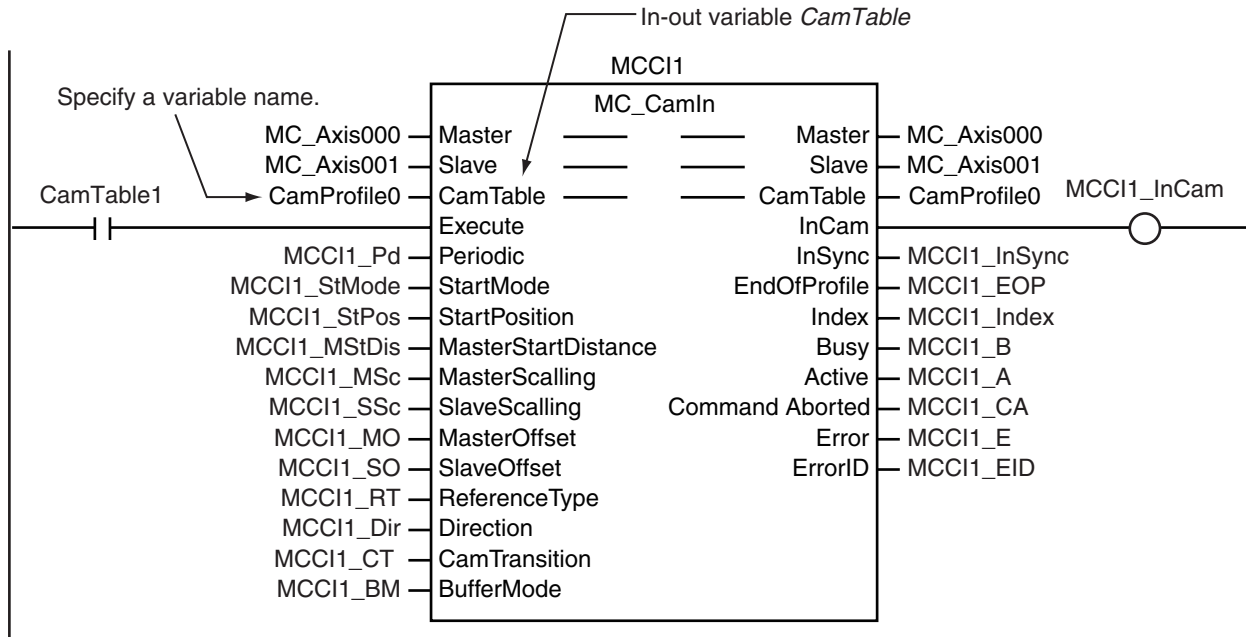 In-out variable CamTable
MCCI1
Specify a variable name.
MC_CamIn
MC_Axis000 Master Master MC_Axis000
MC_Axis001 Slave Slave MC_Axis001
CamTable1 CamProfile0 CamTable CamTable CamProfile0 MCCI1_InCam
Execute InCam
MCCI1_Pd Periodic InSync MCCI1_InSync
MCCI1_StMode StartMode EndOfProfile MCCI1_EOP
MCCI1_StPos StartPosition Index MCCI1_Index
MCCI1_MStDis MasterStartDistance Busy MCCI1_B
MCCI1_MSc MasterScalling Active MCCI1_A
MCCI1_SSc SlaveScalling Command Aborted MCCI1_CA
MCCI1_MO MasterOffset Error MCCI1_E
MCCI1_SO SlaveOffset ErrorID MCCI1_EID
MCCI1_RT ReferenceType
MCCI1_Dir Direction
MCCI1_CT CamTransition
MCCI1_BM BufferMode